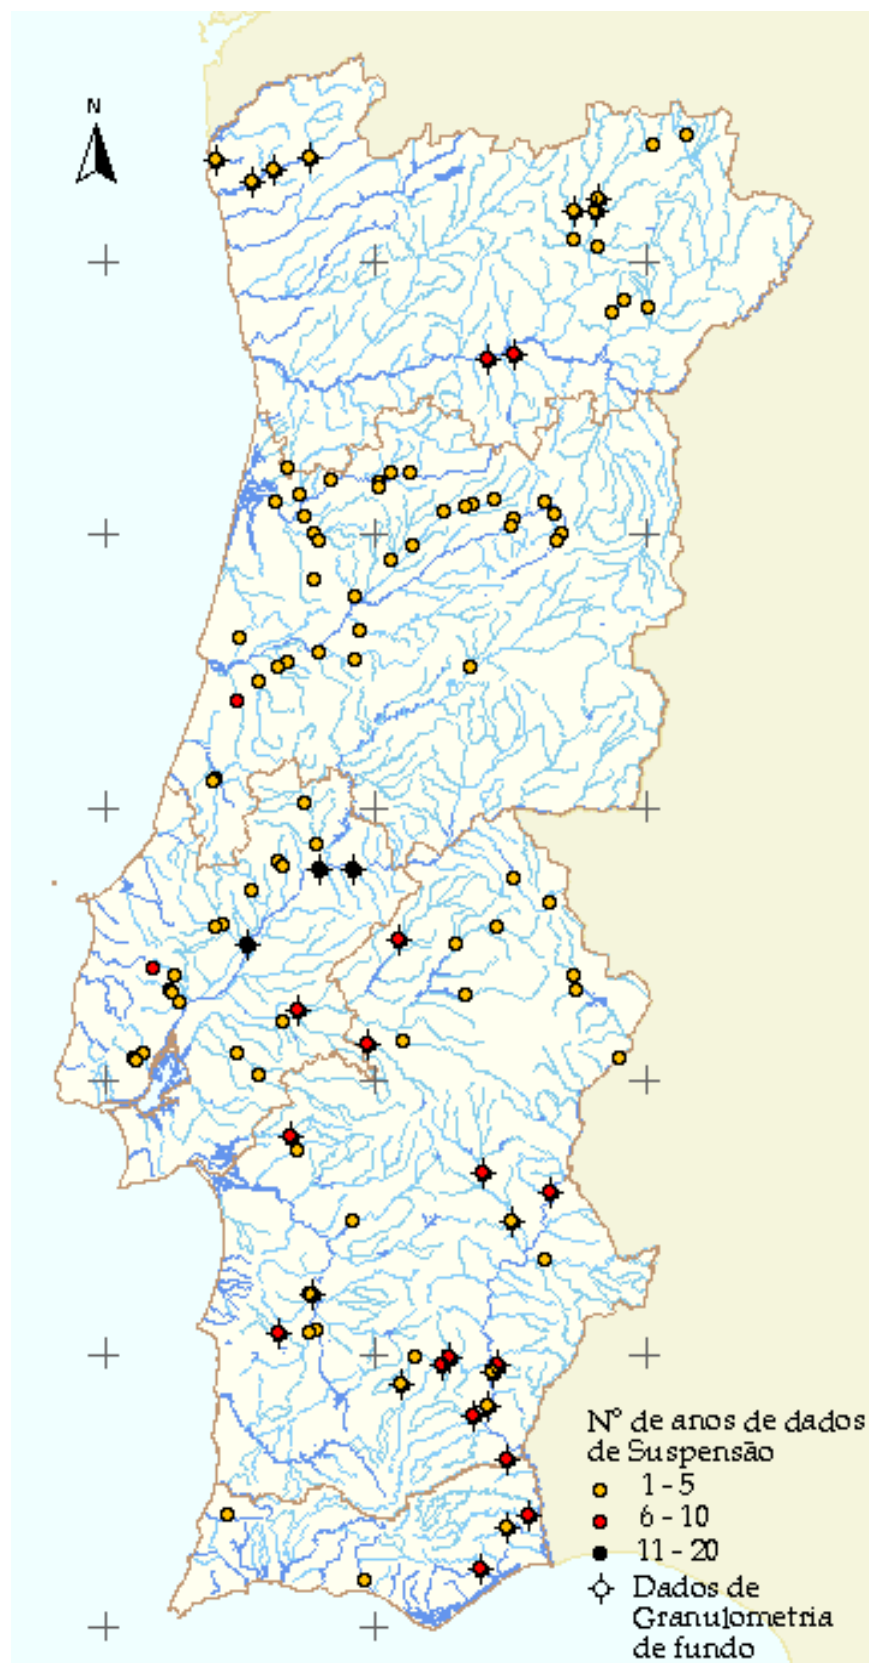 N
Nº de anos de dados
de Suspensão
1 - 5
6 - 10
11 - 20
Dados de
Granulometria
de fundo